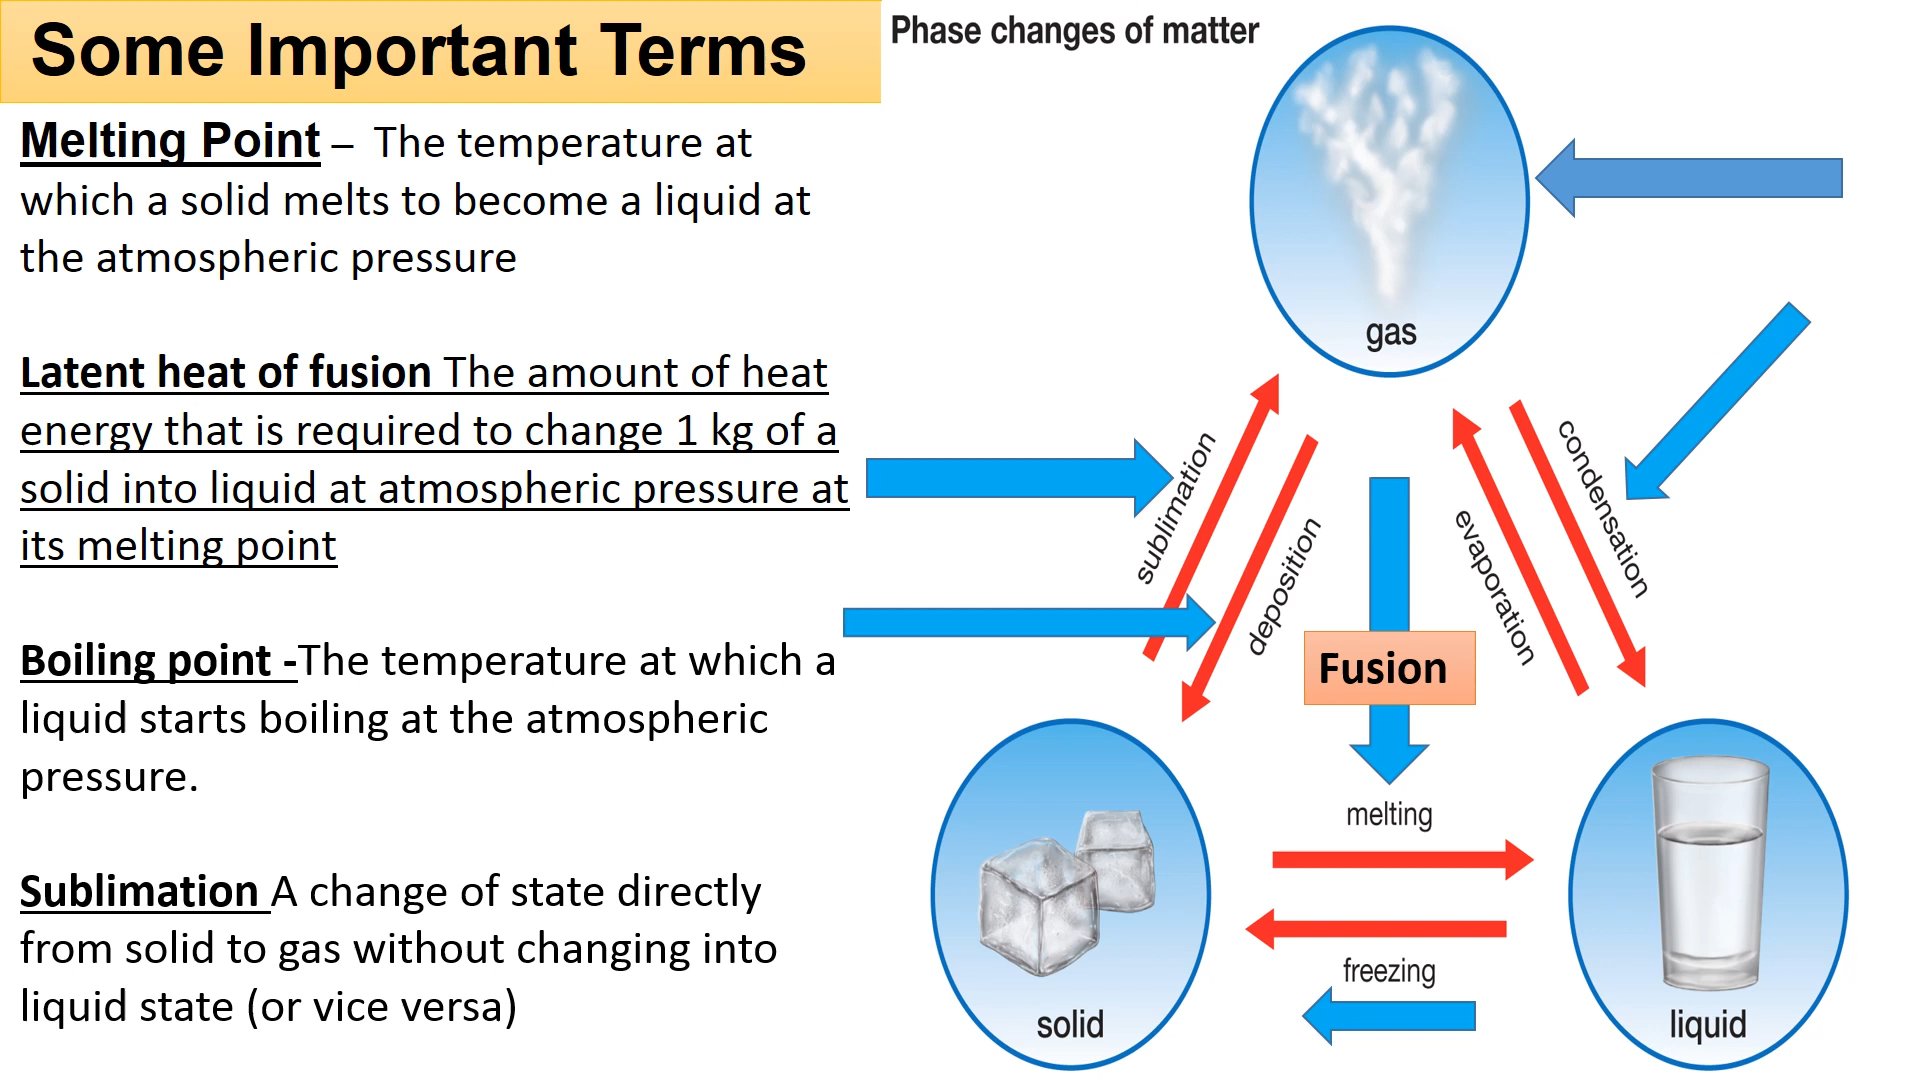 Some Important Terms
Melting Point – The temperature at
which a solid melts to become a liquid at
the atmospheric pressure
Latent heat of fusion The amount of heat
energy that is required to change 1 kg of a
solid into liquid at atmospheric pressure at
its melting point
Boiling point -The temperature at which a
liquid starts boiling at the atmospheric
pressure.
Sublimation A change of state directly
from solid to gas without changing into
liquid state (or vice versa)
Phase changes of matter
gas
sublimation
deposition
evaporation
condensation
Fusion
melting
freezing
solid
liquid